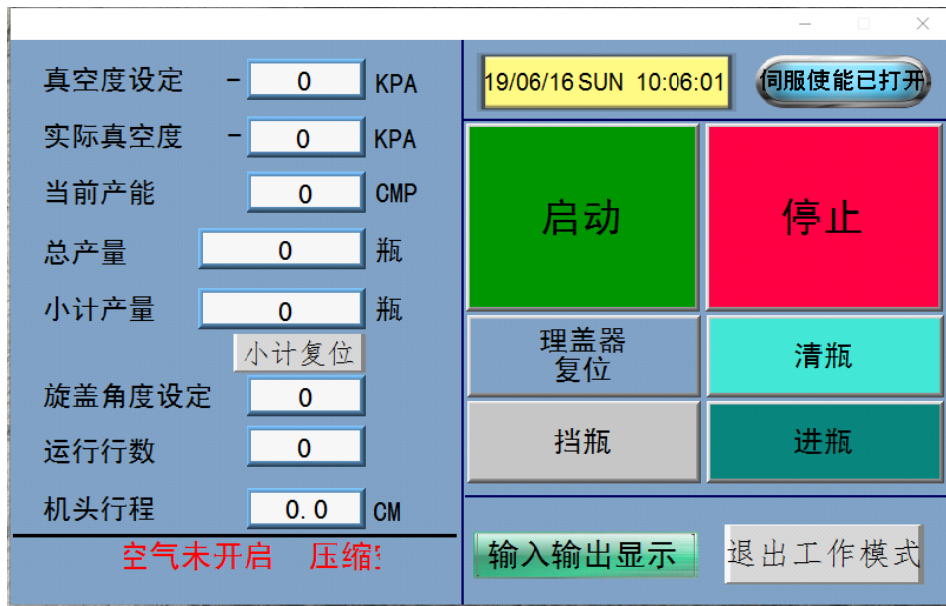 真空度设定 - 0 KPA
实际真空度 - 0 KPA
当前产能 0 CMP
总产量 0 瓶
小计产量 0 瓶
小计复位
旋盖角度设定 0
运行行数 0
机头行程 0.0 CM
空气未开启 压缩
19/06/16 SUN 10:06:01
伺服使能已打开
启动
停止
理盖器
复位
清瓶
挡瓶
进瓶
输入输出显示
退出工作模式